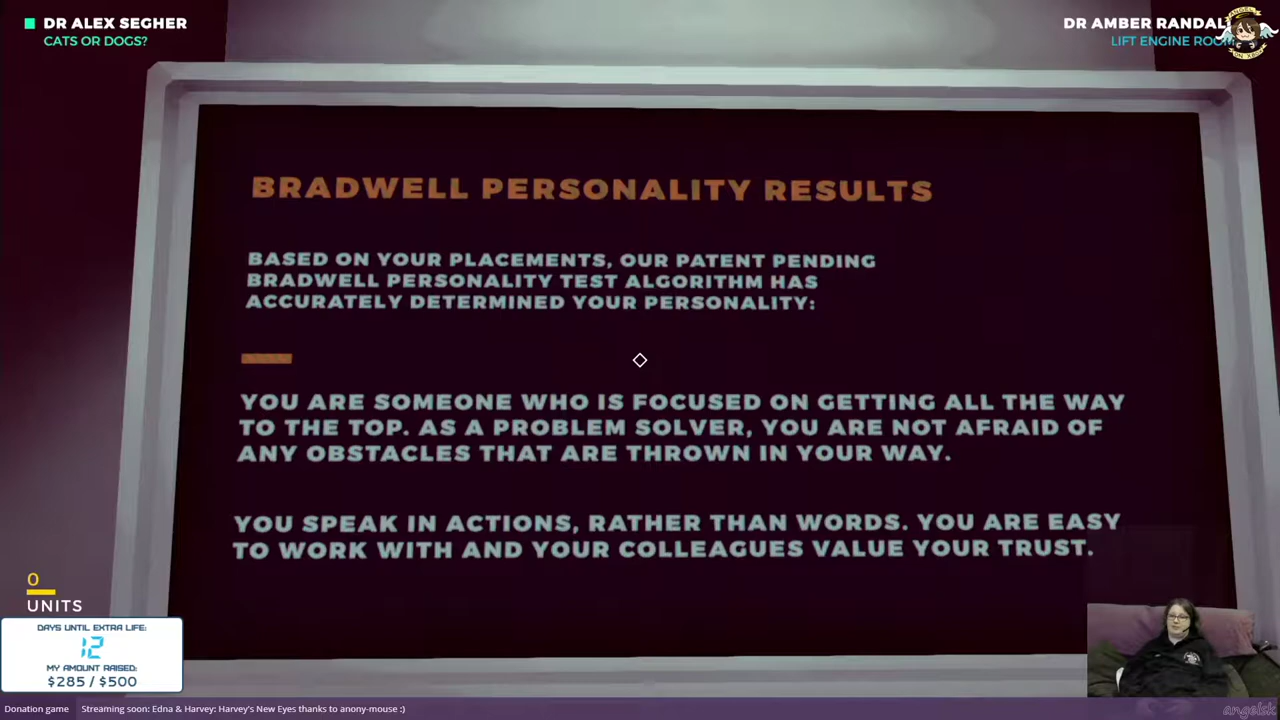 DR ALEX SEGHER
CATS OR DOGS?
DR AMBER RANDALL
LIFT ENGINE ROOM
ANGEL
BRADWELL PERSONALITY RESULTS
BASED ON YOUR PLACEMENTS, OUR PATENT PENDING
BRADWELL PERSONALITY TEST ALGORITHM HAS
ACCURATELY DETERMINED YOUR PERSONALITY:
YOU ARE SOMEONE WHO IS FOCUSED ON GETTING ALL THE WAY
TO THE TOP. AS A PROBLEM SOLVER, YOU ARE NOT AFRAID OF
ANY OBSTACLES THAT ARE THROWN IN YOUR WAY.
YOU SPEAK IN ACTIONS, RATHER THAN WORDS. YOU ARE EASY
TO WORK WITH AND YOUR COLLEAGUES VALUE YOUR TRUST.
0
UNITS
DAYS UNTIL EXTRA LIFE:
12
MY AMOUNT RAISED:
$285 / $500
Donation game
Streaming soon: Edna & Harvey: Harvey's New Eyes thanks to anony-mouse :)
angelsk